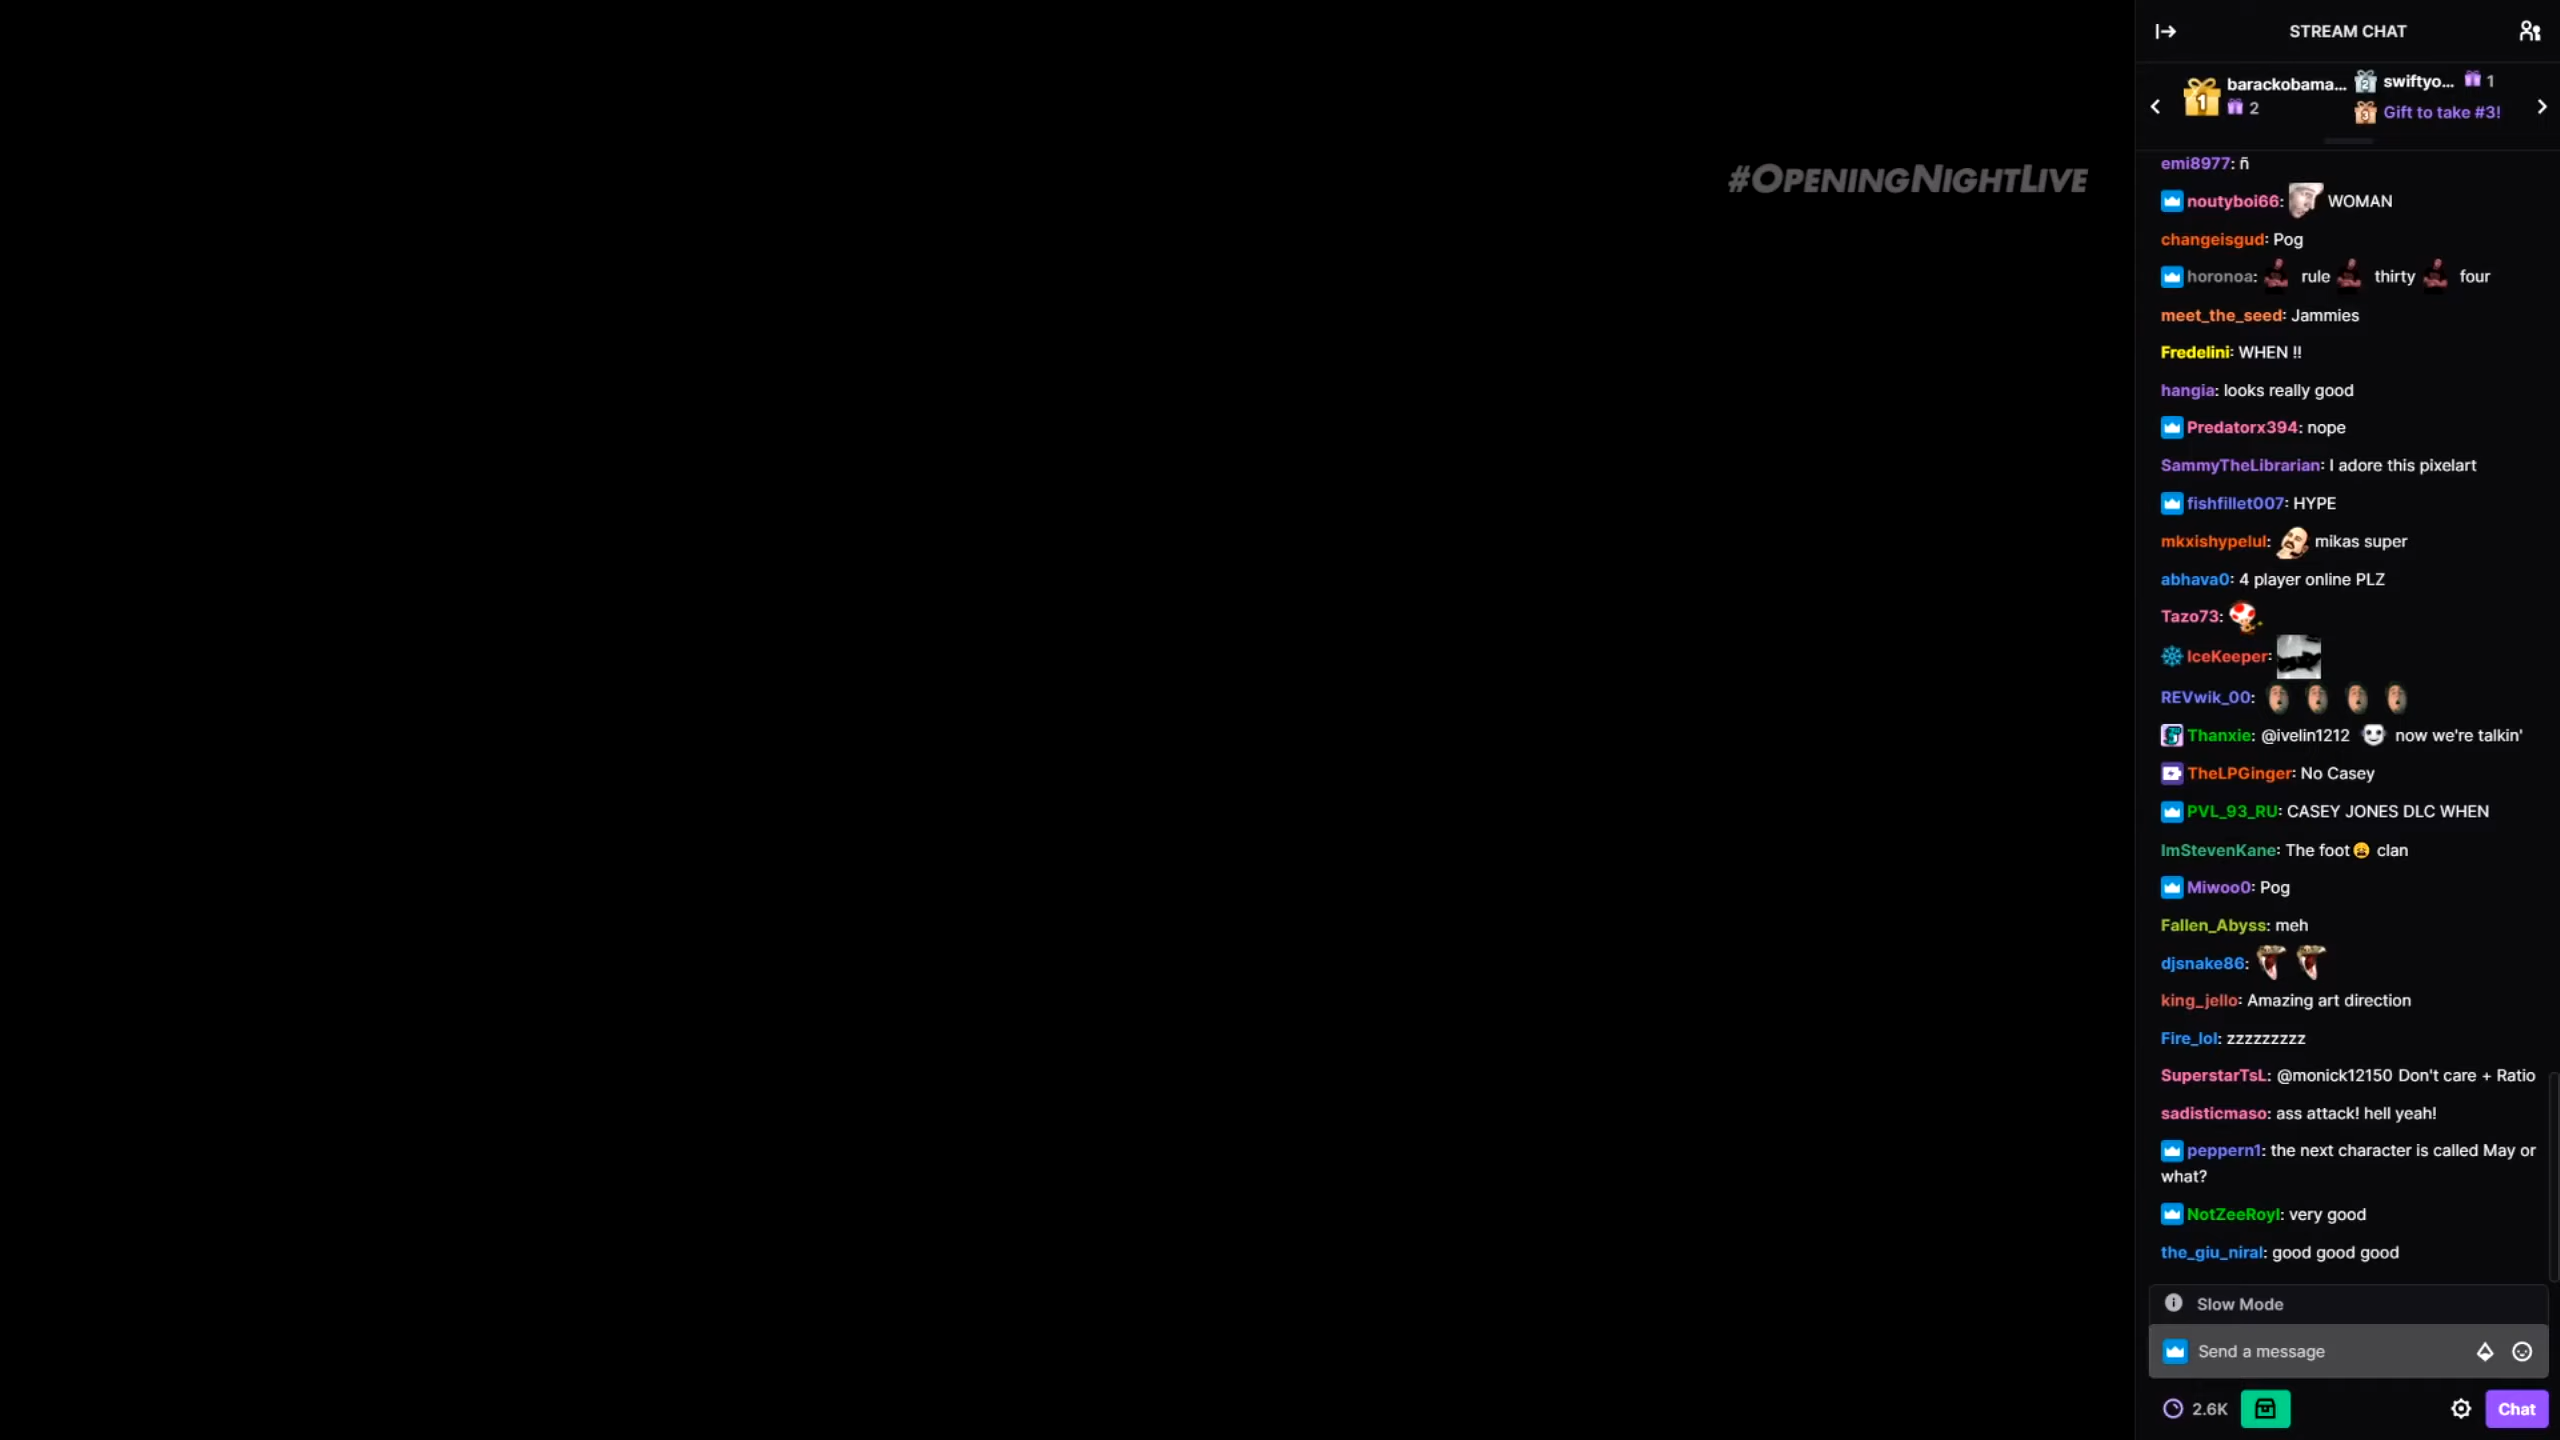 #OPENINGNIGHTLIVE
STREAM CHAT
barackobama... 2
swiftyo... 1
Gift to take #3!
emi8977: ñ
noutyboi66: WOMAN
changeisgud: Pog
horonoa: rule thirty four
meet_the_seed: Jammies
Fredelini: WHEN !!
hangia: looks really good
Predatorx394: nope
SammyTheLibrarian: I adore this pixelart
fishfillet007: HYPE
mkxishypelul: mikas super
abhava0: 4 player online PLZ
Tazo73:
IceKeeper:
REVwik_00:
Thanxie: @ivelin1212 now we're talkin'
TheLPGinger: No Casey
PVL_93_RU: CASEY JONES DLC WHEN
ImStevenKane: The foot clan
Miwoo0: Pog
Fallen_Abyss: meh
djsnake86:
king_jello: Amazing art direction
Fire_lol: zzzzzzzzz
SuperstarTsL: @monick12150 Don't care + Ratio
sadisticmaso: ass attack! hell yeah!
peppern1: the next character is called May or
what?
NotZeeRoyl: very good
the_giu_niral: good good good
Slow Mode
Send a message
2.6K
Chat